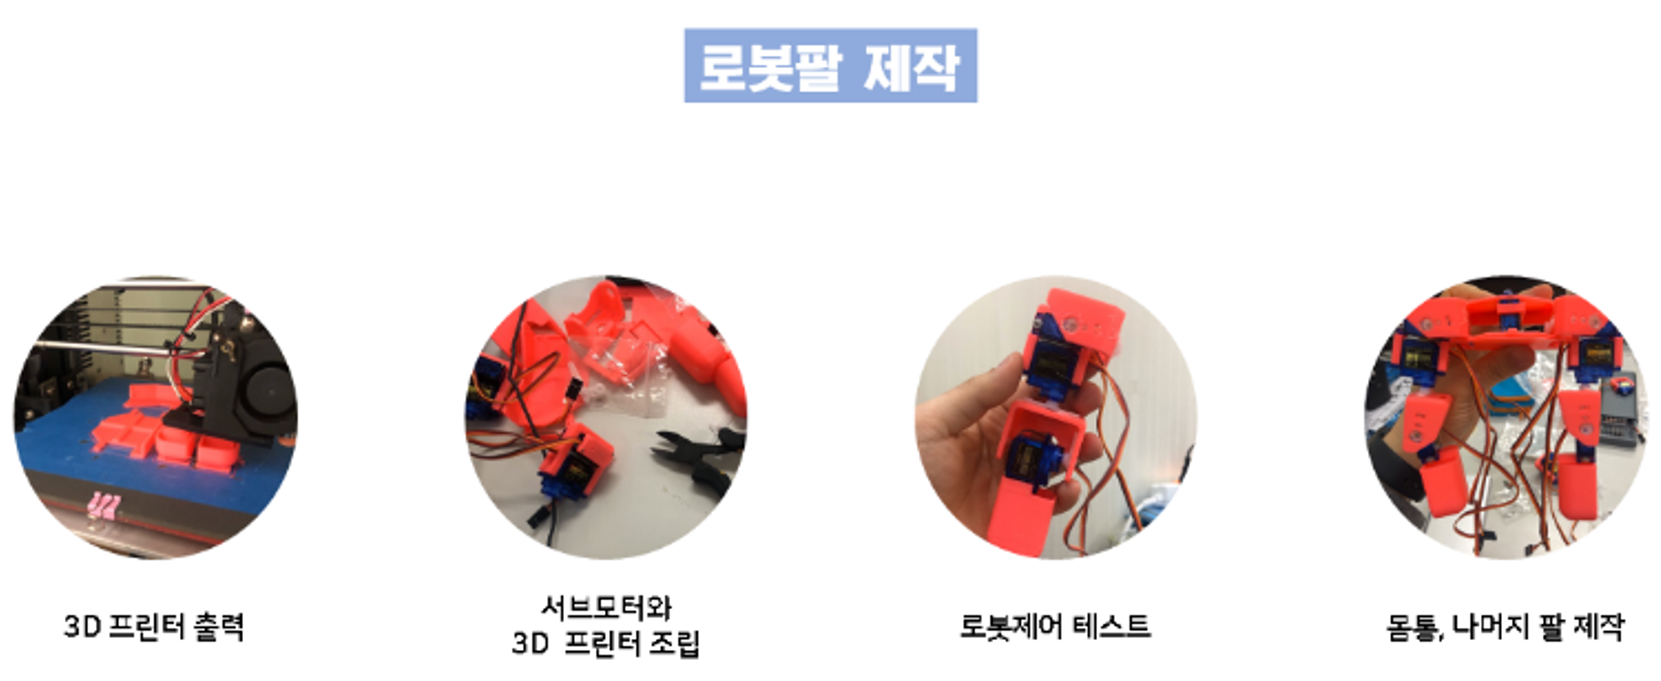 로봇팔 제작
3D 프린터 출력
서브모터와
3D 프린터 조립
로봇제어 테스트
몸통, 나머지 팔 제작